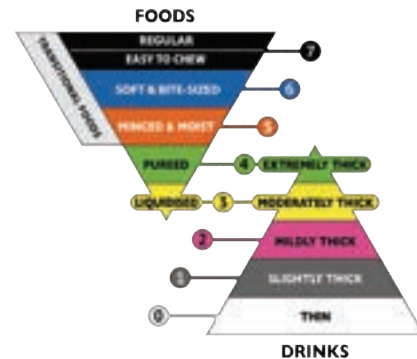 FOODS
TRANSITIONAL FOODS
REGULAR
EASY TO CHEW
7
SOFT & BITE-SIZED
6
MINCED & MOIST
5
PUREED
4
EXTREMELY THICK
LIQUIDISED
3
MODERATELY THICK
2
MILDLY THICK
1
SLIGHTLY THICK
0
THIN
DRINKS